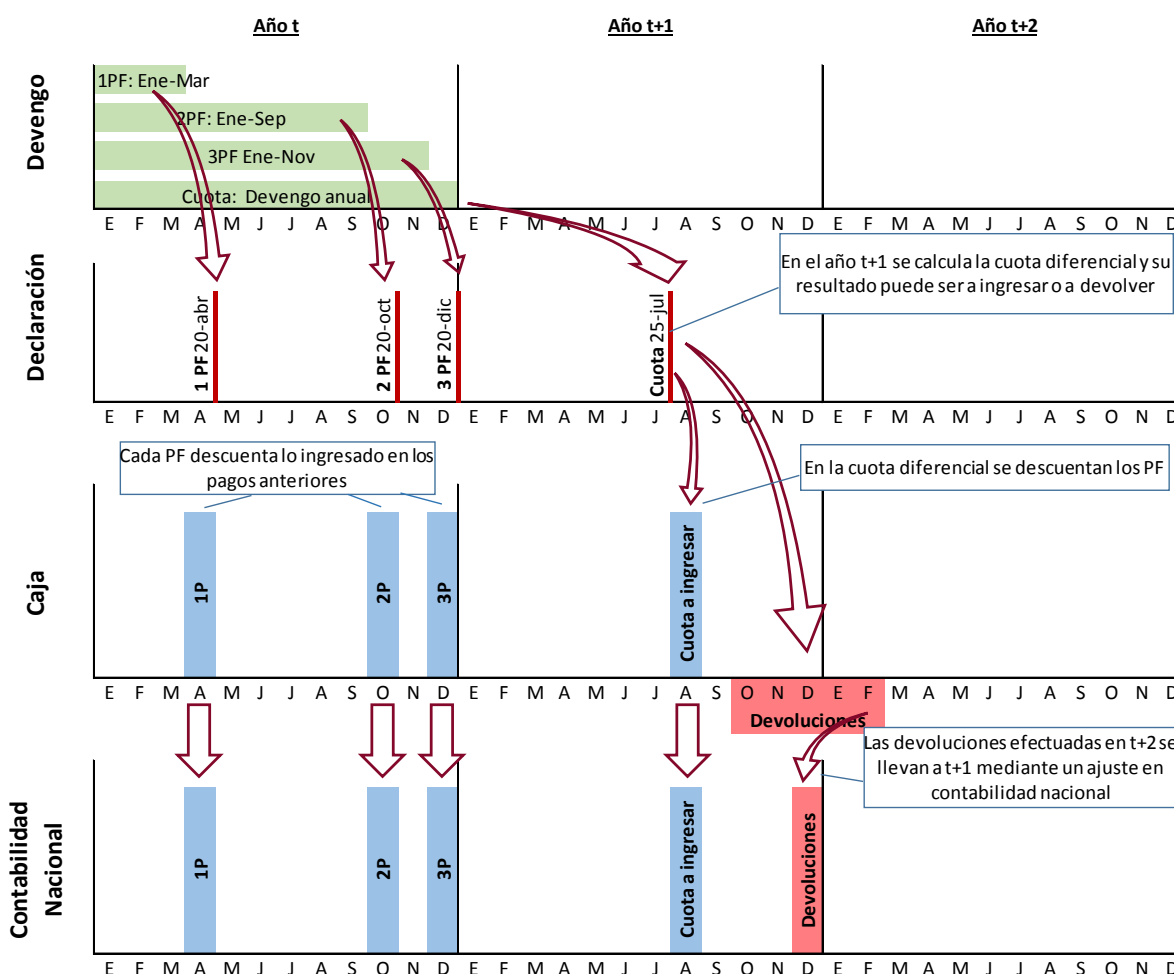 Año t
Año t+1
Año t+2
Devengo
1PF: Ene-Mar
2PF: Ene-Sep
3PF Ene-Nov
Cuota: Devengo anual
E F M A M J J A S O N D E F M A M J J A S O N D E F M A M J J A S O N D
Declaración
1 PF 20-abr
2 PF 20-oct
3 PF 20-dic
Cuota 25-jul
En el año t+1 se calcula la cuota diferencial y su
resultado puede ser a ingresar o a devolver
E F M A M J J A S O N D E F M A M J J A S O N D E F M A M J J A S O N D
Caja
Cada PF descuenta lo ingresado en los
pagos anteriores
En la cuota diferencial se descuentan los PF
1P
2P
3P
Cuota a ingresar
E F M A M J J A S O N D E F M A M J J A S O N D E F M A M J J A S O N D
Devoluciones
Las devoluciones efectuadas en t+2 se
llevan a t+1 mediante un ajuste en
contabilidad nacional
Contabilidad
Nacional
1P
2P
3P
Cuota a ingresar
Devoluciones
E F M A M J J A S O N D E F M A M J J A S O N D E F M A M J J A S O N D